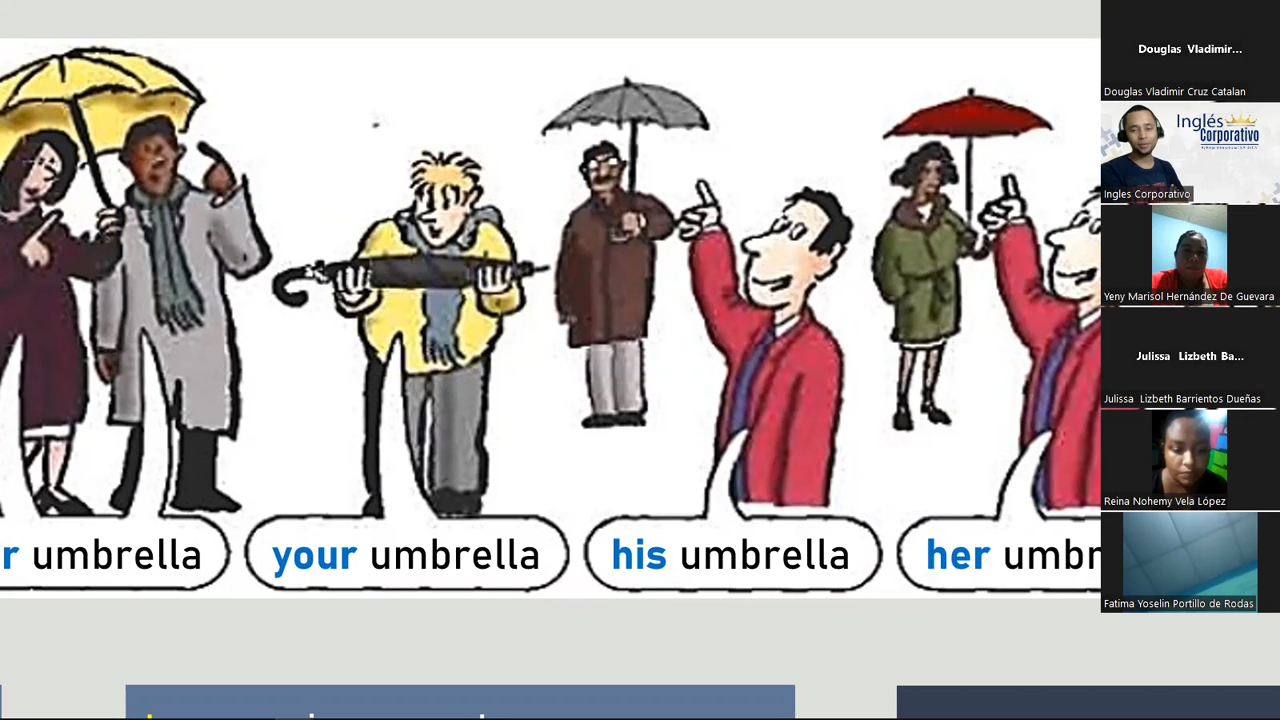 r umbrella
your umbrella
his umbrella
her umbr
Douglas Vladimir...
Douglas Vladimir Cruz Catalan
Inglés
Corporativo
Ingles Corporativo
Yeny Marisol Hernández De Guevara
Julissa Lizbeth Ba...
Julissa Lizbeth Barrientos Dueñas
Reina Nohemy Vela López
Fatima Yoselin Portillo de Rodas